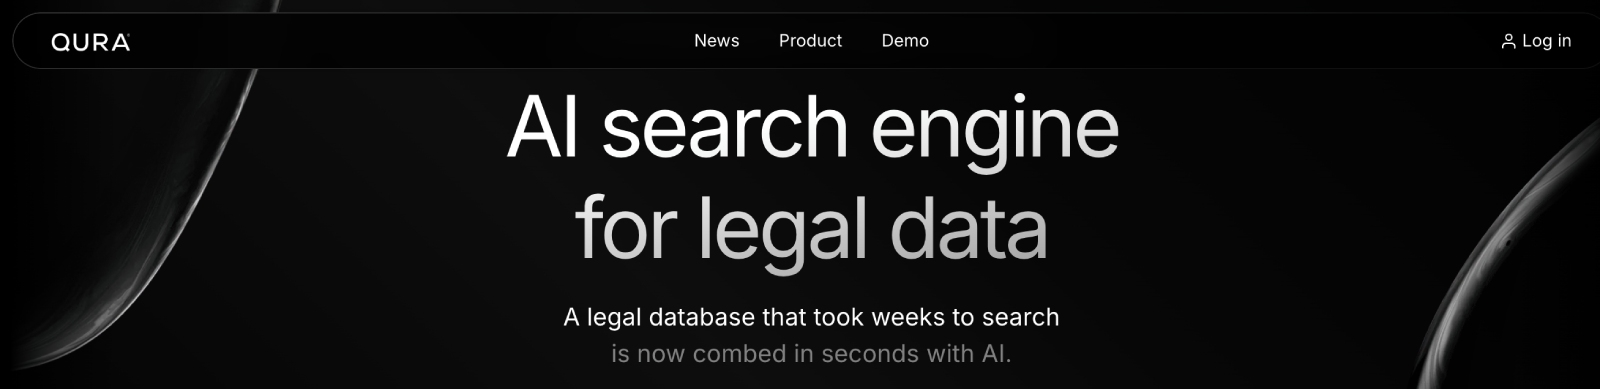 QURA
News
Product
Demo
Log in
AI search engine
for legal data
A legal database that took weeks to search
is now combed in seconds with AI.